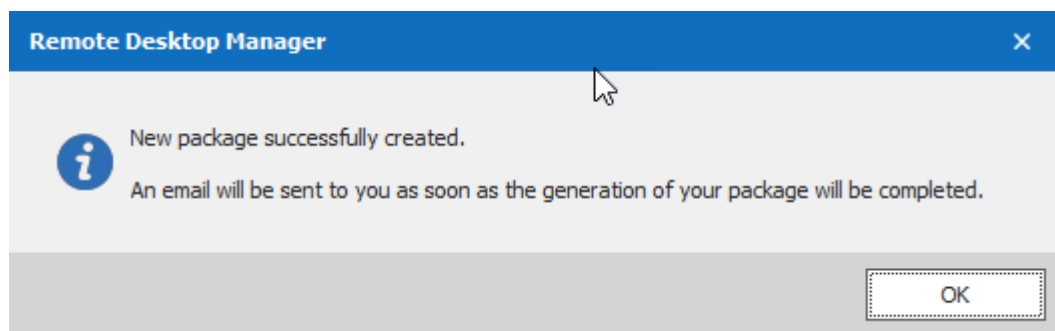 Remote Desktop Manager
New package successfully created.
An email will be sent to you as soon as the generation of your package will be completed.
OK